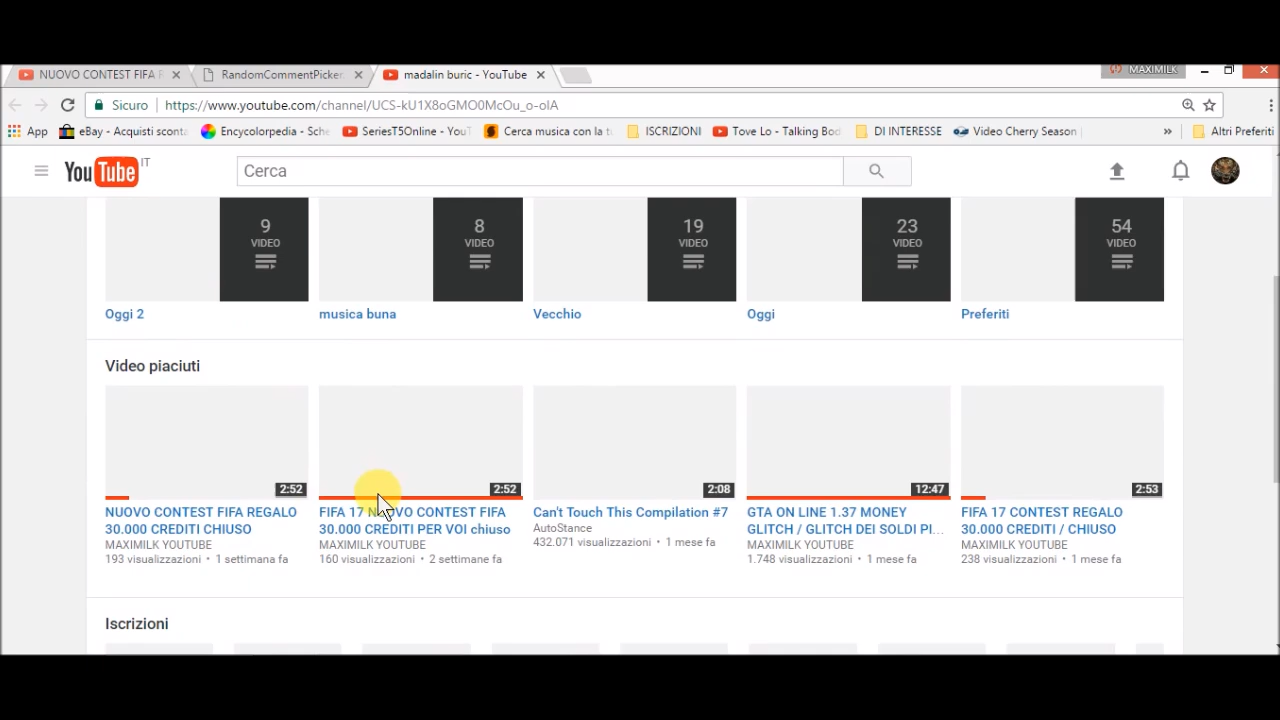 NUOVO CONTEST FIFA R
RandomCommentPicker
madalin buric - YouTube
MAXIMILK
Sicuro
https://www.youtube.com/channel/UCS-kU1X8oGMO0McOu_o-oIA
App
eBay - Acquisti sconta
Encycolorpedia - Sche
SeriesT5Online - YouT
Cerca musica con la t
ISCRIZIONI
Tove Lo - Talking Bod
DI INTERESSE
Video Cherry Season
»
Altri Preferiti
YouTube IT
Cerca
9
VIDEO
8
VIDEO
19
VIDEO
23
VIDEO
54
VIDEO
Oggi 2
musica buna
Vecchio
Oggi
Preferiti
Video piaciuti
2:52
2:52
2:08
12:47
2:53
NUOVO CONTEST FIFA REGALO
30.000 CREDITI CHIUSO
MAXIMILK YOUTUBE
193 visualizzazioni • 1 settimana fa
FIFA 17 NUOVO CONTEST FIFA
30.000 CREDITI PER VOI chiuso
MAXIMILK YOUTUBE
160 visualizzazioni • 2 settimane fa
Can't Touch This Compilation #7
AutoStance
432.071 visualizzazioni • 1 mese fa
GTA ON LINE 1.37 MONEY
GLITCH / GLITCH DEI SOLDI PI...
MAXIMILK YOUTUBE
1.748 visualizzazioni • 1 mese fa
FIFA 17 CONTEST REGALO
30.000 CREDITI / CHIUSO
MAXIMILK YOUTUBE
238 visualizzazioni • 1 mese fa
Iscrizioni